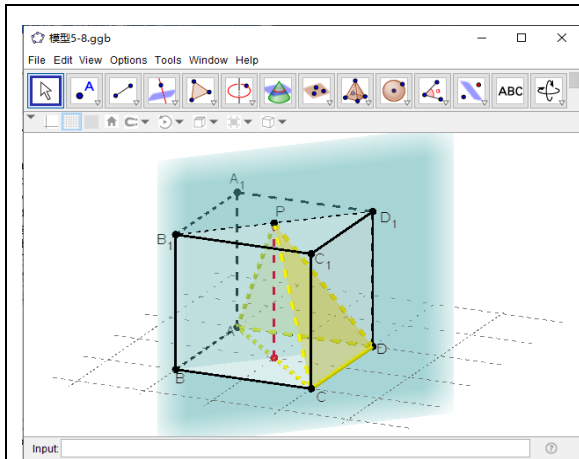 模型5-8.ggb
File Edit View Options Tools Window Help
A
ABC
A₁
P
D₁
B₁
C₁
A
D
B
C
Input: